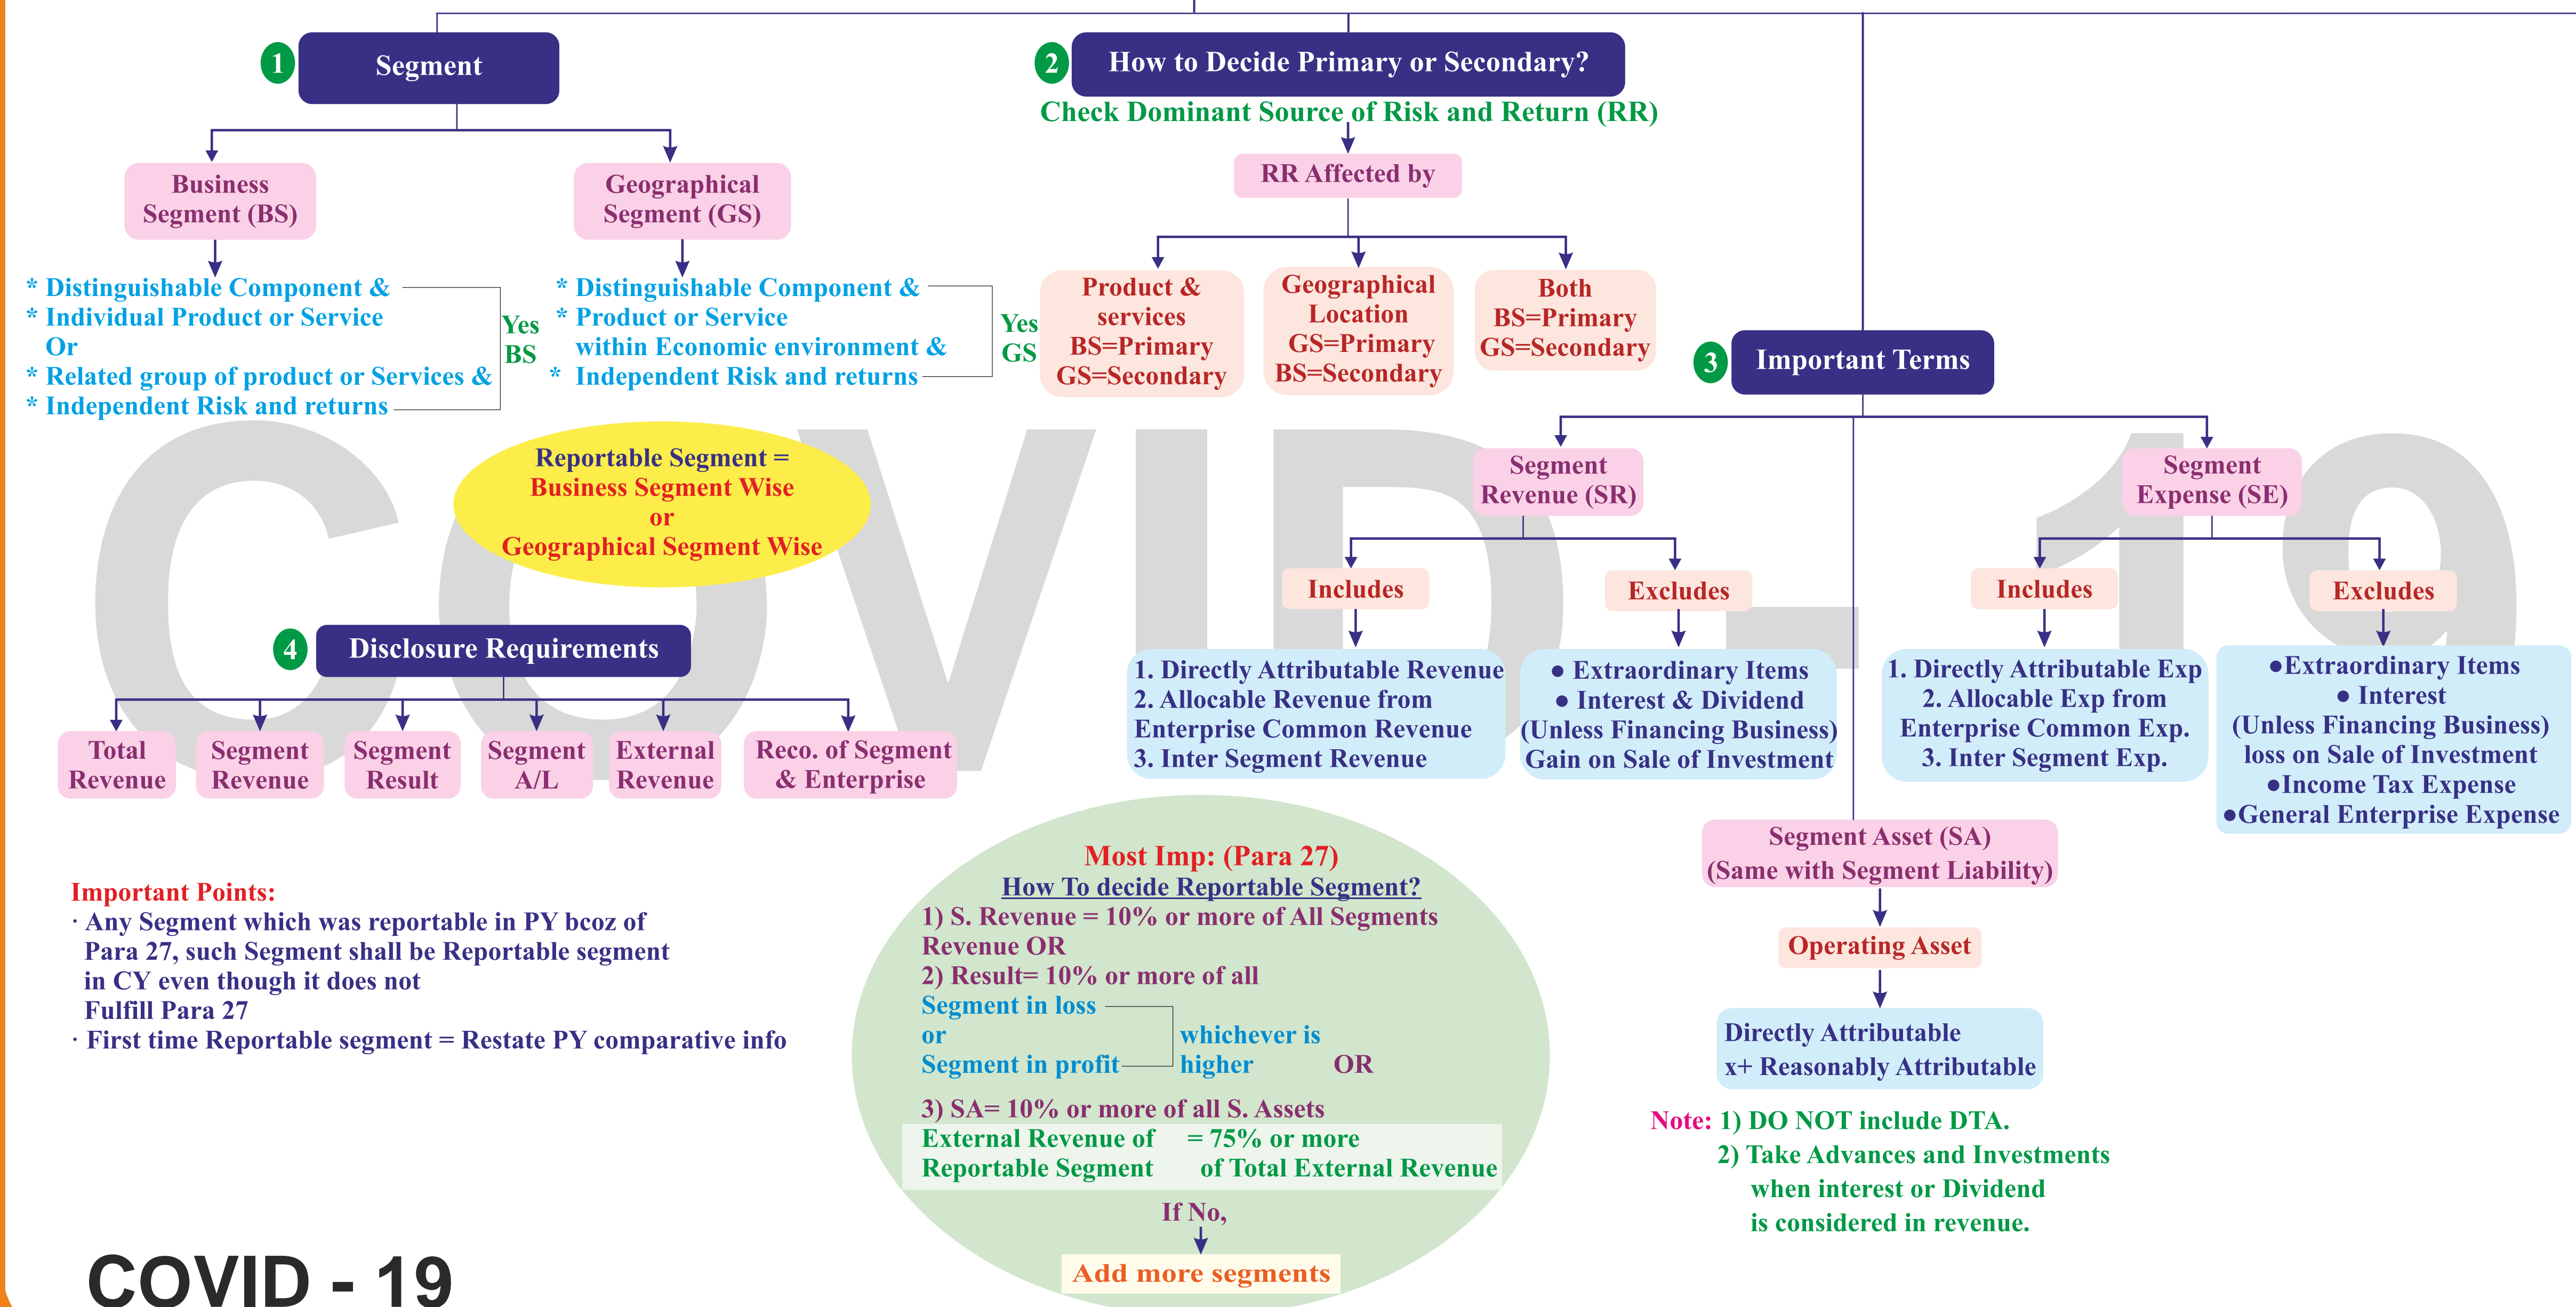 1
Segment
Business
Segment (BS)
* Distinguishable Component &
* Individual Product or Service
Or
* Related group of product or Services &
* Independent Risk and returns
Yes
BS
Geographical
Segment (GS)
* Distinguishable Component &
* Product or Service
within Economic environment &
* Independent Risk and returns
Yes
GS
Reportable Segment =
Business Segment Wise
or
Geographical Segment Wise
2
How to Decide Primary or Secondary?
Check Dominant Source of Risk and Return (RR)
RR Affected by
Product &
services
BS=Primary
GS=Secondary
Geographical
Location
GS=Primary
BS=Secondary
Both
BS=Primary
GS=Secondary
3
Important Terms
Segment
Revenue (SR)
Includes
1. Directly Attributable Revenue
2. Allocable Revenue from
Enterprise Common Revenue
3. Inter Segment Revenue
Excludes
● Extraordinary Items
● Interest & Dividend
(Unless Financing Business)
Gain on Sale of Investment
Segment
Expense (SE)
Includes
1. Directly Attributable Exp
2. Allocable Exp from
Enterprise Common Exp.
3. Inter Segment Exp.
Excludes
●Extraordinary Items
● Interest
(Unless Financing Business)
loss on Sale of Investment
●Income Tax Expense
●General Enterprise Expense
Segment Asset (SA)
(Same with Segment Liability)
Operating Asset
Directly Attributable
x+ Reasonably Attributable
Note: 1) DO NOT include DTA.
2) Take Advances and Investments
when interest or Dividend
is considered in revenue.
4
Disclosure Requirements
Total
Revenue
Segment
Revenue
Segment
Result
Segment
A/L
External
Revenue
Reco. of Segment
& Enterprise
Important Points:
· Any Segment which was reportable in PY bcoz of
Para 27, such Segment shall be Reportable segment
in CY even though it does not
Fulfill Para 27
· First time Reportable segment = Restate PY comparative info
Most Imp: (Para 27)
How To decide Reportable Segment?
1) S. Revenue = 10% or more of All Segments
Revenue OR
2) Result= 10% or more of all
Segment in loss
or
Segment in profit
whichever is
higher OR
3) SA= 10% or more of all S. Assets
External Revenue of = 75% or more
Reportable Segment of Total External Revenue
If No,
Add more segments
COVID - 19
COVID - 19